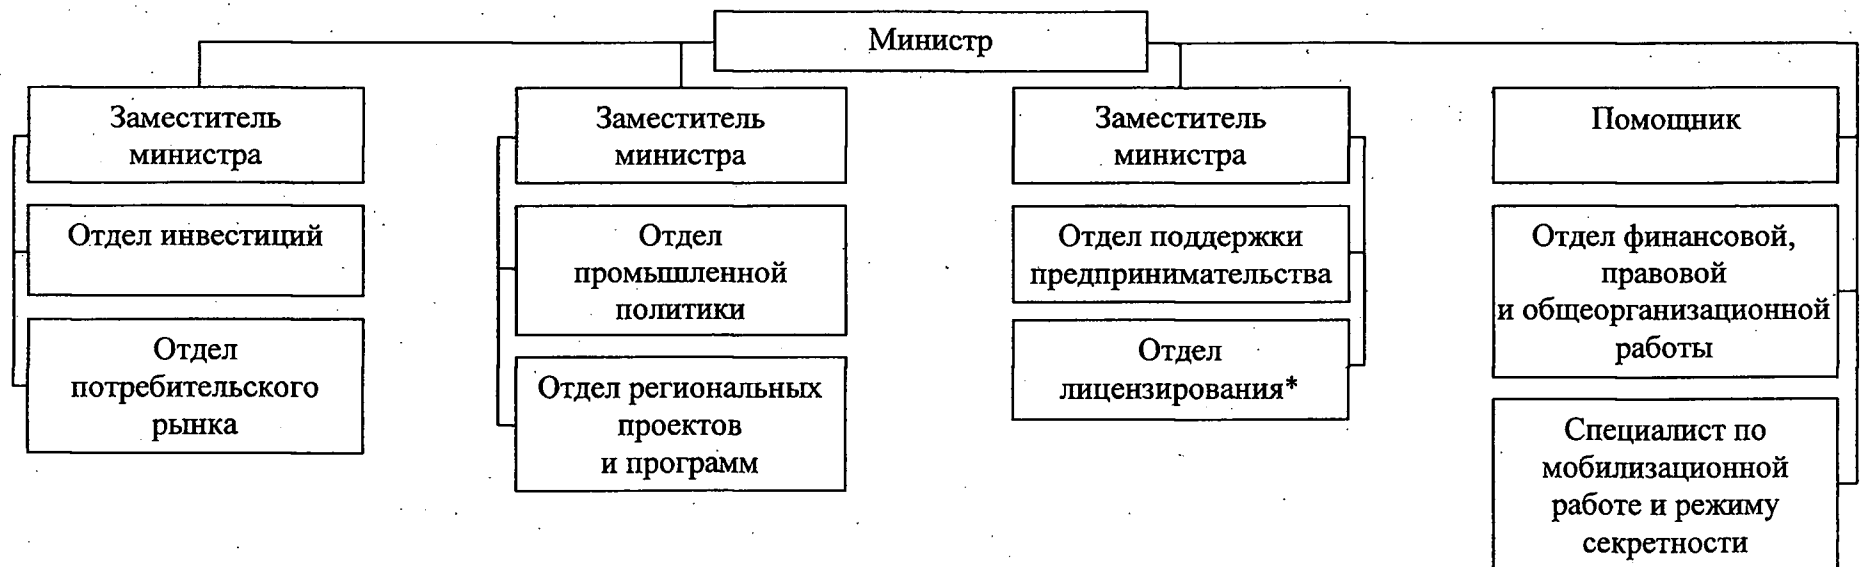 Министр
Заместитель
министра
Отдел инвестиций
Отдел
потребительского
рынка
Заместитель
министра
Отдел
промышленной
политики
Отдел региональных
проектов
и программ
Заместитель
министра
Отдел поддержки
предпринимательства
Отдел
лицензирования*
Помощник
Отдел финансовой,
правовой
и общеорганизационной
работы
Специалист по
мобилизационной
работе и режиму
секретности